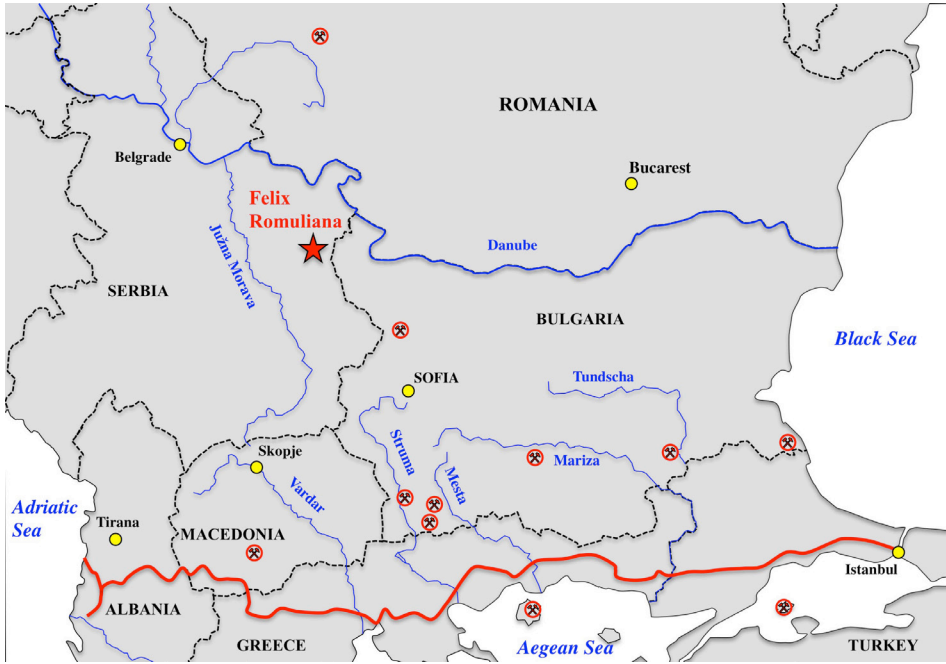 ROMANIA
Belgrade
Bucarest
Felix
Romuliana
Danube
Južna Morava
SERBIA
BULGARIA
Black Sea
SOFIA
Tundscha
Struma
Mariza
Skopje
Mesta
Vardar
Adriatic
Sea
Tirana
MACEDONIA
Istanbul
ALBANIA
GREECE
Aegean Sea
TURKEY